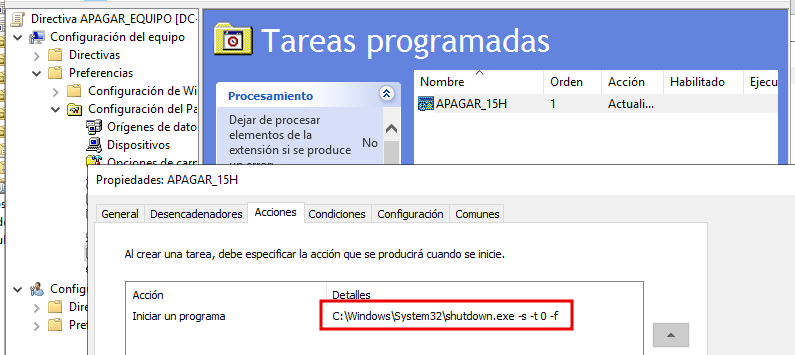 Directiva APAGAR_EQUIPO [DC-
Configuración del equipo
Directivas
Preferencias
Configuración de Wi
Configuración del Pa
Orígenes de dato
Dispositivos
Opciones de carp
Tareas programadas
Procesamiento
Dejar de procesar
elementos de la
extensión si se produce
un error:
No
Nombre Orden Acción Habilitado Ejecu
APAGAR_15H 1 Actuali...
Configu
Dire
Pref
Propiedades: APAGAR_15H
General Desencadenadores Acciones Condiciones Configuración Comunes
Al crear una tarea, debe especificar la acción que se producirá cuando se inicie.
Acción Detalles
Iniciar un programa C:\Windows\System32\shutdown.exe -s -t 0 -f